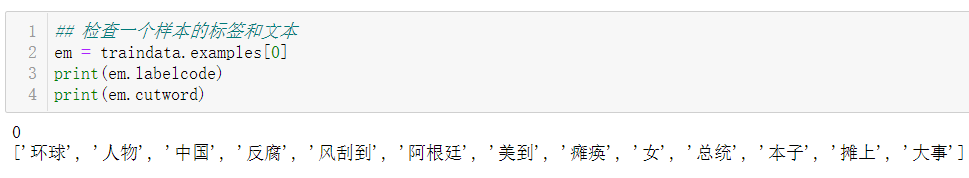 1 ## 检查一个样本的标签和文本
2 em = traindata.examples[0]
3 print(em.labelcode)
4 print(em.cutword)
0
['环球', '人物', '中国', '反腐', '风刮到', '阿根廷', '美到', '瘫痪', '女', '总统', '本子', '摊上', '大事']